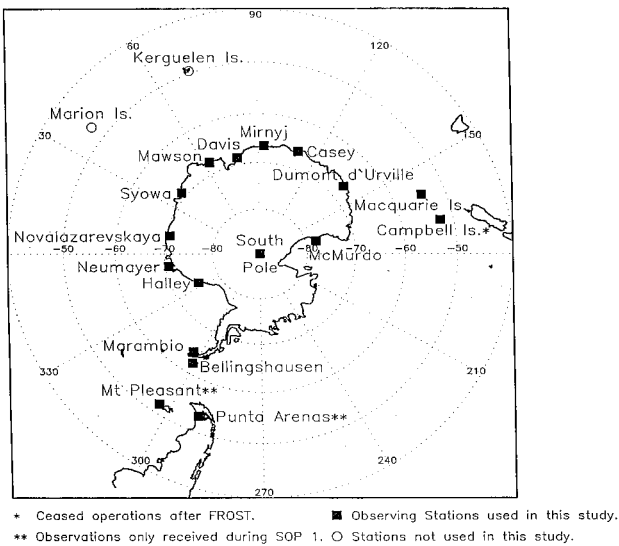 90
60
120
Kerguelen Is.
Marion Is.
30
150
Mirnyj
Davis
Casey
Mawson
Dumont d`Urville
Syowa
Macquarie Is.
Campbell Is.*
Novalazarevskaya
South
-50 -60 -70 -80 -80 -70 -60 -50
McMurdo
Neumayer
Pole
Halley
Marambio
Bellingshausen
330
210
Mt Pleasant**
Punta Arenas**
300
240
270
* Ceased operations after FROST.
■ Observing Stations used in this study.
** Observations only received during SOP 1.
○ Stations not used in this study.